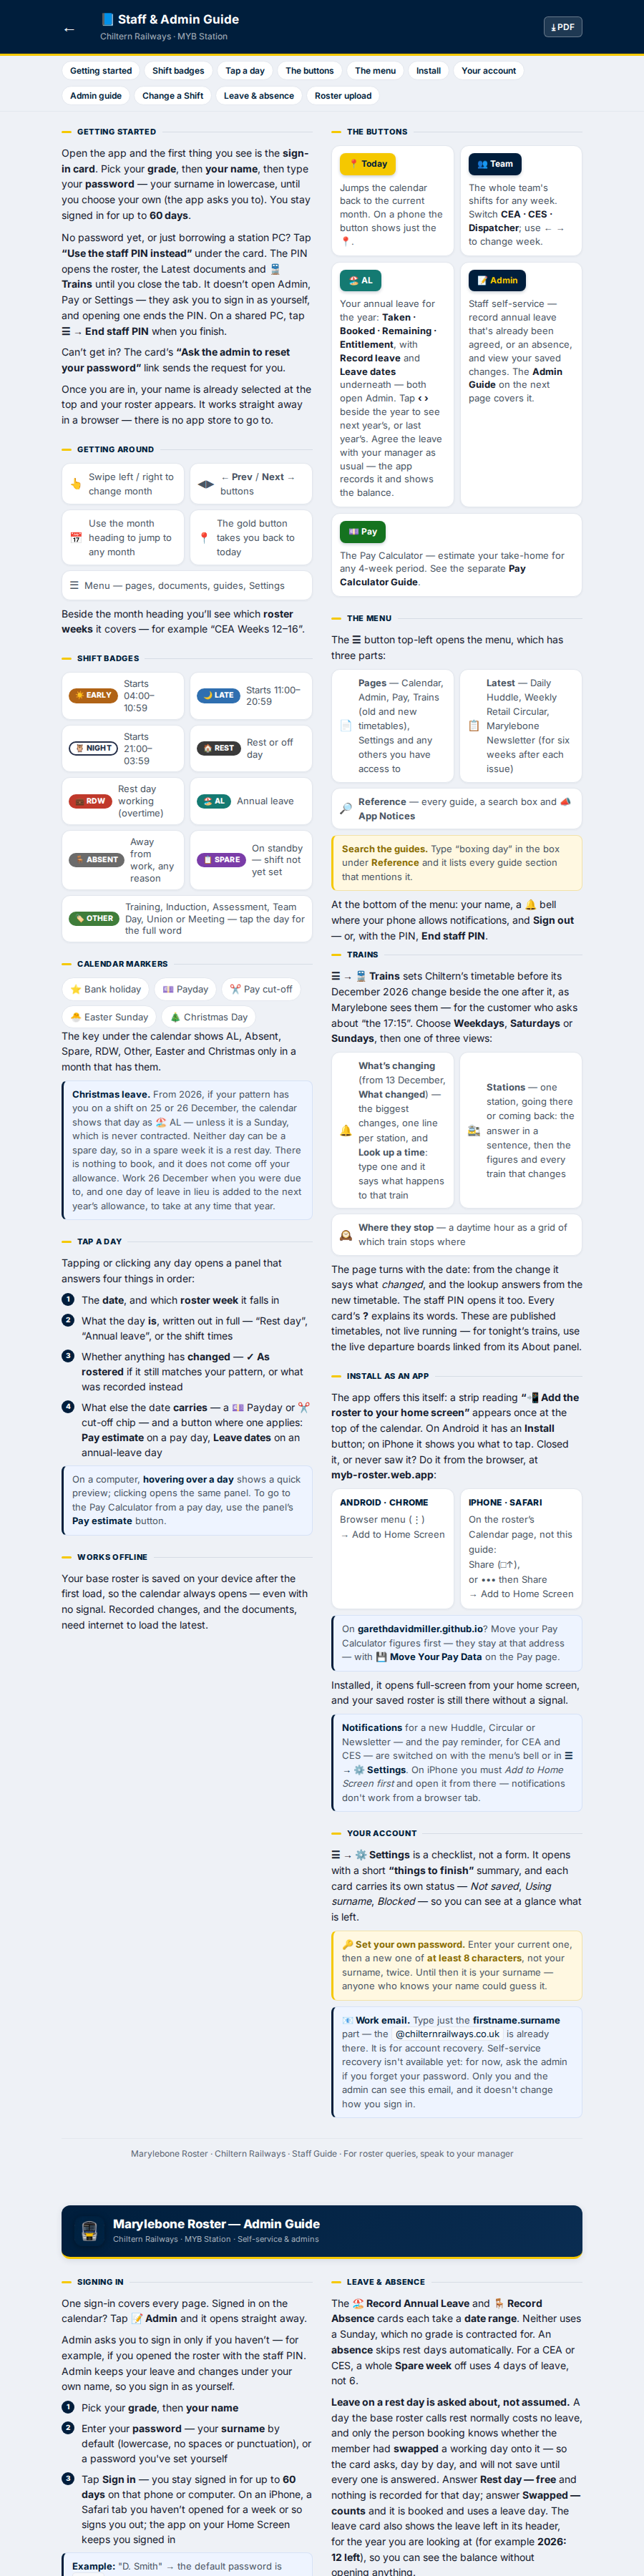 ←
📘 Staff & Admin Guide
Chiltern Railways · MYB Station
⤓ PDF
Getting started
Shift badges
Tap a day
The buttons
The menu
Install
Your account
Admin guide
Change a Shift
Leave & absence
Roster upload
GETTING STARTED
Open the app and the first thing you see is the sign-
in card. Pick your grade, then your name, then type
your password — your surname in lowercase, until
you choose your own (the app asks you to). You stay
signed in for up to 60 days.
No password yet, or just borrowing a station PC? Tap
“Use the staff PIN instead” under the card. The PIN
opens the roster, the Latest documents and 🚆
Trains until you close the tab. It doesn’t open Admin,
Pay or Settings — they ask you to sign in as yourself,
and opening one ends the PIN. On a shared PC, tap
☰ → End staff PIN when you finish.
Can’t get in? The card’s “Ask the admin to reset
your password” link sends the request for you.
Once you are in, your name is already selected at the
top and your roster appears. It works straight away
in a browser — there is no app store to go to.
GETTING AROUND
👆 Swipe left / right to
change month
◀▶ ← Prev / Next →
buttons
📅 Use the month
heading to jump to
any month
📍 The gold button
takes you back to
today
☰ Menu — pages, documents, guides, Settings
Beside the month heading you’ll see which roster
weeks it covers — for example “CEA Weeks 12–16”.
SHIFT BADGES
☀️ EARLY Starts
04:00–
10:59
🌙 LATE Starts 11:00–
20:59
🦉 NIGHT Starts
21:00–
03:59
🏠 REST Rest or off
day
💼 RDW Rest day
working
(overtime)
🏖️ AL Annual leave
🪑 ABSENT Away
from
work, any
reason
📋 SPARE On standby
— shift not
yet set
🏷️ OTHER Training, Induction, Assessment, Team
Day, Union or Meeting — tap the day for
the full word
CALENDAR MARKERS
⭐ Bank holiday
💷 Payday
✂️ Pay cut-off
🐣 Easter Sunday
🎄 Christmas Day
The key under the calendar shows AL, Absent,
Spare, RDW, Other, Easter and Christmas only in a
month that has them.
Christmas leave. From 2026, if your pattern has
you on a shift on 25 or 26 December, the calendar
shows that day as 🏖️ AL — unless it is a Sunday,
which is never contracted. Neither day can be a
spare day, so in a spare week it is a rest day. There
is nothing to book, and it does not come off your
allowance. Work 26 December when you were due
to, and one day of leave in lieu is added to the next
year’s allowance, to take at any time that year.
TAP A DAY
Tapping or clicking any day opens a panel that
answers four things in order:
1 The date, and which roster week it falls in
2 What the day is, written out in full — “Rest day”,
“Annual leave”, or the shift times
3 Whether anything has changed — ✓ As
rostered if it still matches your pattern, or what
was recorded instead
4 What else the date carries — a 💷 Payday or ✂️
cut-off chip — and a button where one applies:
Pay estimate on a pay day, Leave dates on an
annual-leave day
On a computer, hovering over a day shows a quick
preview; clicking opens the same panel. To go to
the Pay Calculator from a pay day, use the panel’s
Pay estimate button.
WORKS OFFLINE
Your base roster is saved on your device after the
first load, so the calendar always opens — even with
no signal. Recorded changes, and the documents,
need internet to load the latest.
THE BUTTONS
📍 Today
Jumps the calendar
back to the current
month. On a phone the
button shows just the
📍.
👥 Team
The whole team's
shifts for any week.
Switch CEA · CES ·
Dispatcher; use ← →
to change week.
🏖️ AL
Your annual leave for
the year: Taken ·
Booked · Remaining ·
Entitlement, with
Record leave and
Leave dates
underneath — both
open Admin. Tap ‹ ›
beside the year to see
next year’s, or last
year’s. Agree the leave
with your manager as
usual — the app
records it and shows
the balance.
📝 Admin
Staff self-service —
record annual leave
that's already been
agreed, or an absence,
and view your saved
changes. The Admin
Guide on the next
page covers it.
💷 Pay
The Pay Calculator — estimate your take-home for
any 4-week period. See the separate Pay
Calculator Guide.
THE MENU
The ☰ button top-left opens the menu, which has
three parts:
📄 Pages — Calendar,
Admin, Pay, Trains
(old and new
timetables),
Settings and any
others you have
access to
📋 Latest — Daily
Huddle, Weekly
Retail Circular,
Marylebone
Newsletter (for six
weeks after each
issue)
🔎 Reference — every guide, a search box and 📣
App Notices
Search the guides. Type “boxing day” in the box
under Reference and it lists every guide section
that mentions it.
At the bottom of the menu: your name, a 🔔 bell
where your phone allows notifications, and Sign out
— or, with the PIN, End staff PIN.
TRAINS
☰ → 🚆 Trains sets Chiltern’s timetable before its
December 2026 change beside the one after it, as
Marylebone sees them — for the customer who asks
about “the 17:15”. Choose Weekdays, Saturdays or
Sundays, then one of three views:
🔔 What’s changing
(from 13 December,
What changed) —
the biggest
changes, one line
per station, and
Look up a time:
type one and it
says what happens
to that train
🚉 Stations — one
station, going there
or coming back: the
answer in a
sentence, then the
figures and every
train that changes
🕰️ Where they stop — a daytime hour as a grid of
which train stops where
The page turns with the date: from the change it
says what changed, and the lookup answers from the
new timetable. The staff PIN opens it too. Every
card’s ? explains its words. These are published
timetables, not live running — for tonight’s trains, use
the live departure boards linked from its About panel.
INSTALL AS AN APP
The app offers this itself: a strip reading “📲 Add the
roster to your home screen” appears once at the
top of the calendar. On Android it has an Install
button; on iPhone it shows you what to tap. Closed
it, or never saw it? Do it from the browser, at
myb-roster.web.app:
ANDROID · CHROME
Browser menu (⋮)
→ Add to Home Screen
IPHONE · SAFARI
On the roster’s
Calendar page, not this
guide:
Share (□↑),
or ••• then Share
→ Add to Home Screen
On garethdavidmiller.github.io? Move your Pay
Calculator figures first — they stay at that address
— with 💾 Move Your Pay Data on the Pay page.
Installed, it opens full-screen from your home screen,
and your saved roster is still there without a signal.
Notifications for a new Huddle, Circular or
Newsletter — and the pay reminder, for CEA and
CES — are switched on with the menu’s bell or in ☰
→ ⚙️ Settings. On iPhone you must Add to Home
Screen first and open it from there — notifications
don't work from a browser tab.
YOUR ACCOUNT
☰ → ⚙️ Settings is a checklist, not a form. It opens
with a short “things to finish” summary, and each
card carries its own status — Not saved, Using
surname, Blocked — so you can see at a glance what
is left.
🔑 Set your own password. Enter your current one,
then a new one of at least 8 characters, not your
surname, twice. Until then it is your surname —
anyone who knows your name could guess it.
📧 Work email. Type just the firstname.surname
part — the @chilternrailways.co.uk is already
there. It is for account recovery. Self-service
recovery isn't available yet: for now, ask the admin
if you forget your password. Only you and the
admin can see this email, and it doesn't change
how you sign in.
Marylebone Roster · Chiltern Railways · Staff Guide · For roster queries, speak to your manager
Marylebone Roster — Admin Guide
Chiltern Railways · MYB Station · Self-service & admins
SIGNING IN
One sign-in covers every page. Signed in on the
calendar? Tap 📝 Admin and it opens straight away.
Admin asks you to sign in only if you haven’t — for
example, if you opened the roster with the staff PIN.
Admin keeps your leave and changes under your
own name, so you sign in as yourself.
1 Pick your grade, then your name
2 Enter your password — your surname by
default (lowercase, no spaces or punctuation), or
a password you've set yourself
3 Tap Sign in — you stay signed in for up to 60
days on that phone or computer. On an iPhone, a
Safari tab you haven’t opened for a week or so
signs you out; the app on your Home Screen
keeps you signed in
Example: "D. Smith" → the default password is
LEAVE & ABSENCE
The 🏖️ Record Annual Leave and 🪑 Record
Absence cards each take a date range. Neither uses
a Sunday, which no grade is contracted for. An
absence skips rest days automatically. For a CEA or
CES, a whole Spare week off uses 4 days of leave,
not 6.
Leave on a rest day is asked about, not assumed. A
day the base roster calls rest normally costs no leave,
and only the person booking knows whether the
member had swapped a working day onto it — so
the card asks, day by day, and will not save until
every one is answered. Answer Rest day — free and
nothing is recorded for that day; answer Swapped —
counts and it is booked and uses a leave day. The
leave card also shows the leave left in its header,
for the year you are looking at (for example 2026:
12 left), so you can see the balance without
opening anything.